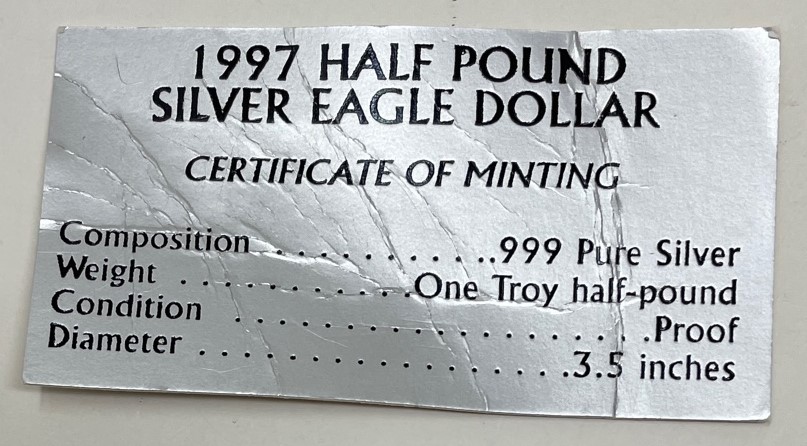 1997 HALF POUND
SILVER EAGLE DOLLAR
CERTIFICATE OF MINTING
Composition . . . . . . . . . . . .999 Pure Silver
Weight . . . . . . . . . . . .One Troy half-pound
Condition . . . . . . . . . . . . . . . . . . .Proof
Diameter . . . . . . . . . . . . . . . . .3.5 inches